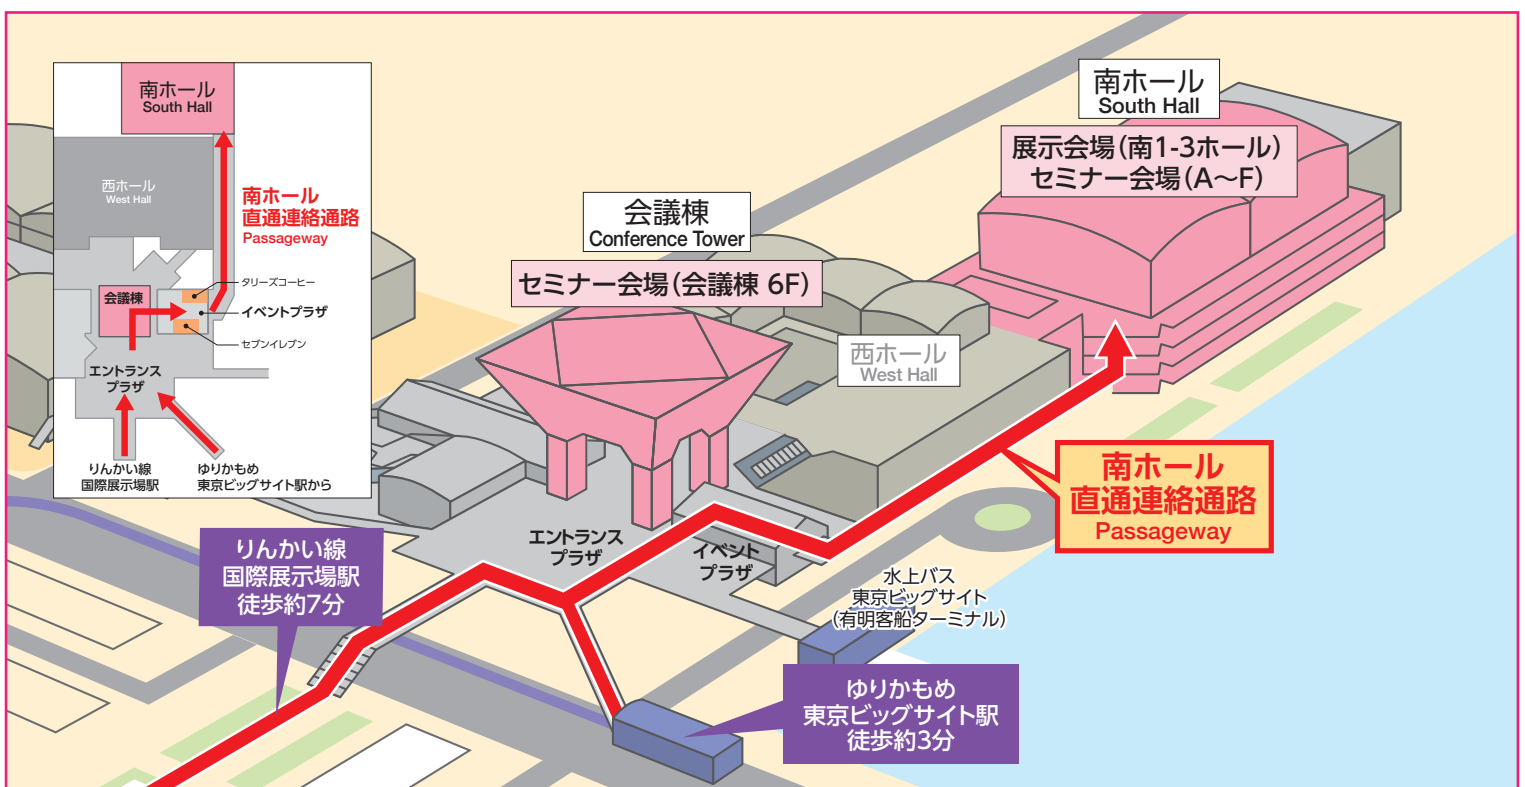 南ホール
South Hall
西ホール
West Hall
南ホール
直通連絡通路
Passageway
タリーズコーヒー
会議棟
イベントプラザ
セブンイレブン
エントランス
プラザ
りんかい線
国際展示場駅
ゆりかもめ
東京ビッグサイト駅から
南ホール
South Hall
展示会場(南1-3ホール)
セミナー会場(A〜F)
会議棟
Conference Tower
セミナー会場(会議棟 6F)
西ホール
West Hall
南ホール
直通連絡通路
Passageway
エントランス
プラザ
イベント
プラザ
りんかい線
国際展示場駅
徒歩約7分
水上バス
東京ビッグサイト
(有明客船ターミナル)
ゆりかもめ
東京ビッグサイト駅
徒歩約3分